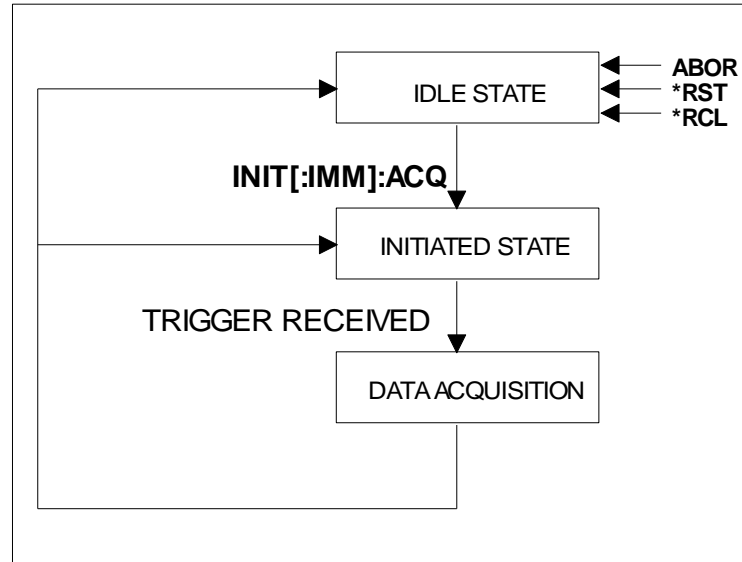 IDLE STATE
ABOR
*RST
*RCL
INIT[:IMM]:ACQ
INITIATED STATE
TRIGGER RECEIVED
DATA ACQUISITION